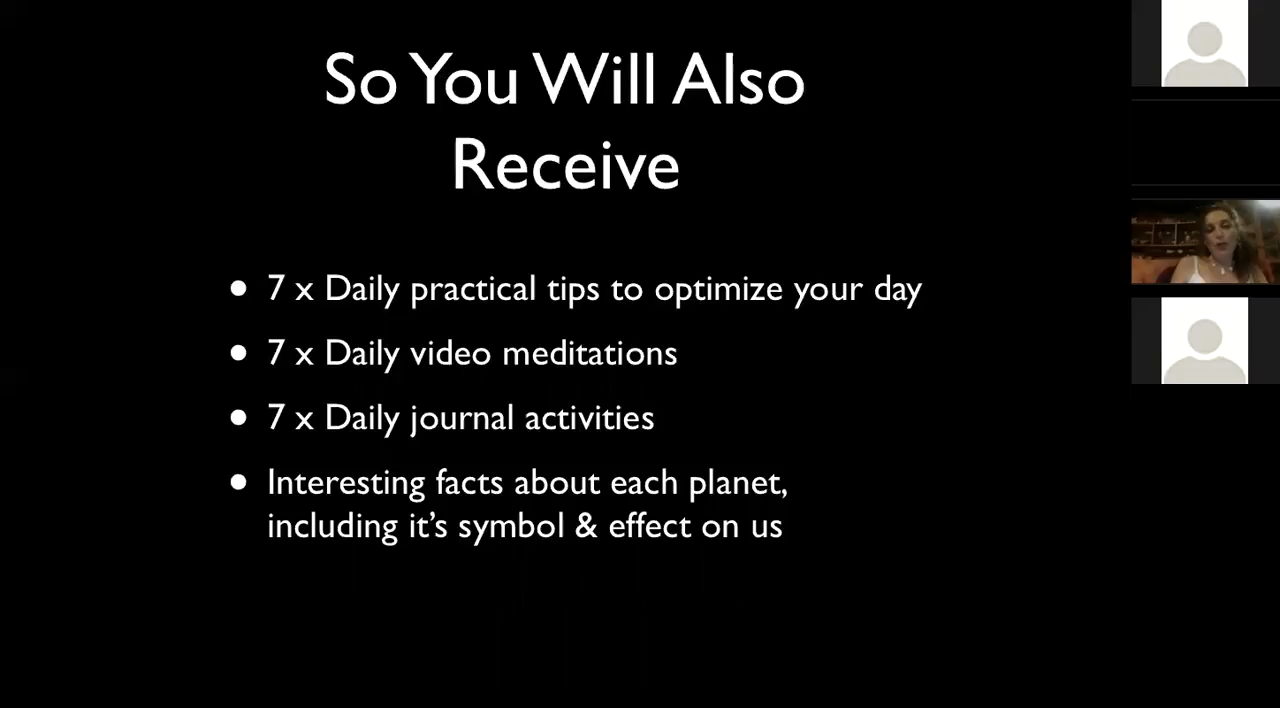 So You Will Also
Receive
• 7 x Daily practical tips to optimize your day
• 7 x Daily video meditations
• 7 x Daily journal activities
• Interesting facts about each planet,
including it’s symbol & effect on us